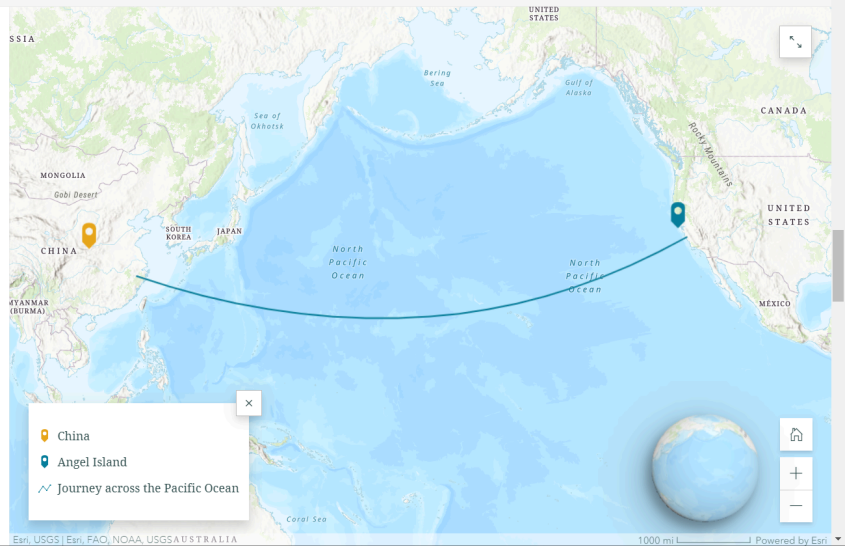 UNITED
STATES
SSIA
Bering
Sea
Gulf of
Alaska
CANADA
Sea of
Okhotsk
Rocky Mountains
MONGOLIA
Gobi Desert
UNITED
STATES
SOUTH
KOREA
JAPAN
CHINA
North
Pacific
Ocean
North
Pacific
Ocean
MYANMAR
(BURMA)
MÉXICO
China
Angel Island
Journey across the Pacific Ocean
Coral Sea
Esri, USGS | Esri, FAO, NOAA, USGS
AUSTRALIA
1000 mi
Powered by Esri